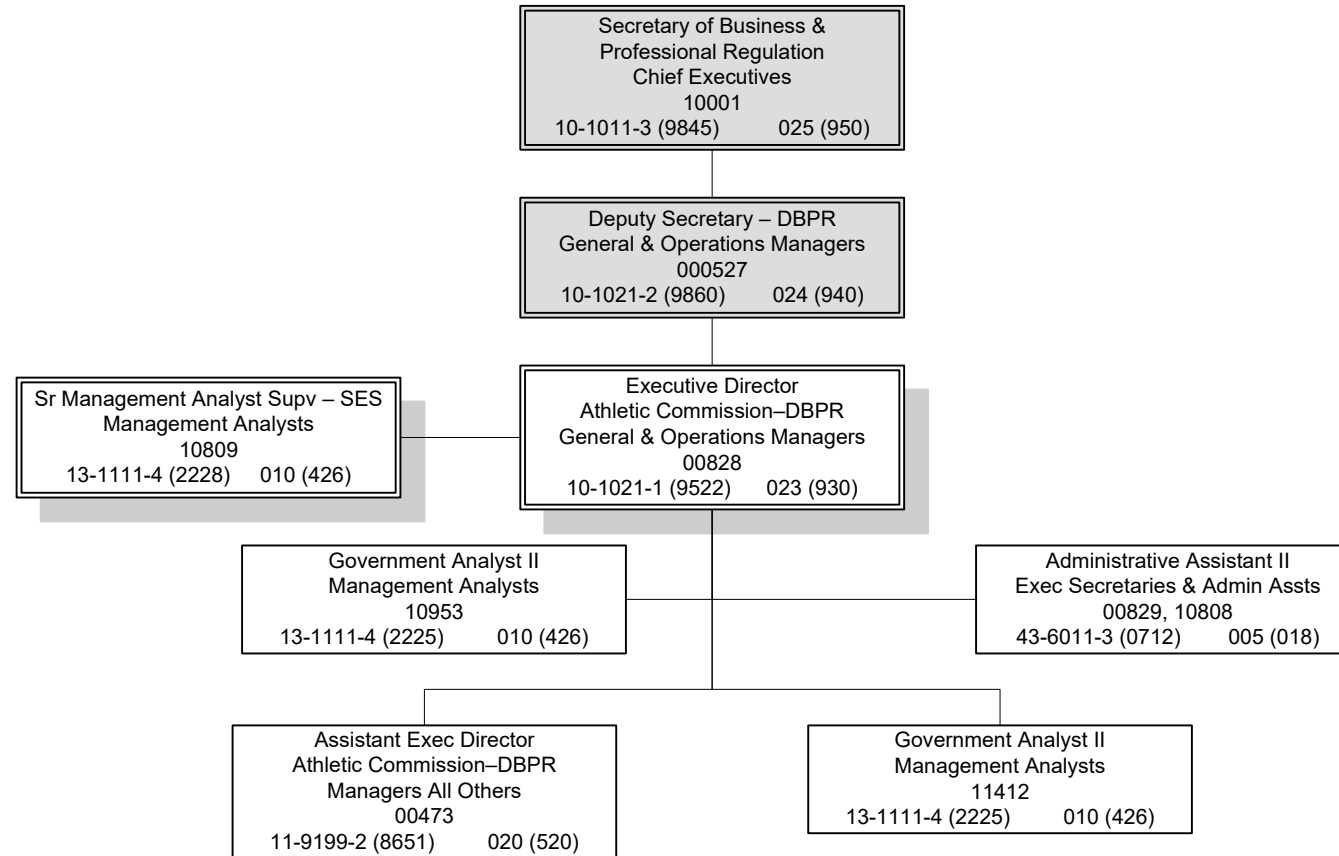 Secretary of Business &
Professional Regulation
Chief Executives
10001
10-1011-3 (9845) 025 (950)
Deputy Secretary – DBPR
General & Operations Managers
000527
10-1021-2 (9860) 024 (940)
Sr Management Analyst Supv – SES
Management Analysts
10809
13-1111-4 (2228) 010 (426)
Executive Director
Athletic Commission–DBPR
General & Operations Managers
00828
10-1021-1 (9522) 023 (930)
Government Analyst II
Management Analysts
10953
13-1111-4 (2225) 010 (426)
Administrative Assistant II
Exec Secretaries & Admin Assts
00829, 10808
43-6011-3 (0712) 005 (018)
Assistant Exec Director
Athletic Commission–DBPR
Managers All Others
00473
11-9199-2 (8651) 020 (520)
Government Analyst II
Management Analysts
11412
13-1111-4 (2225) 010 (426)